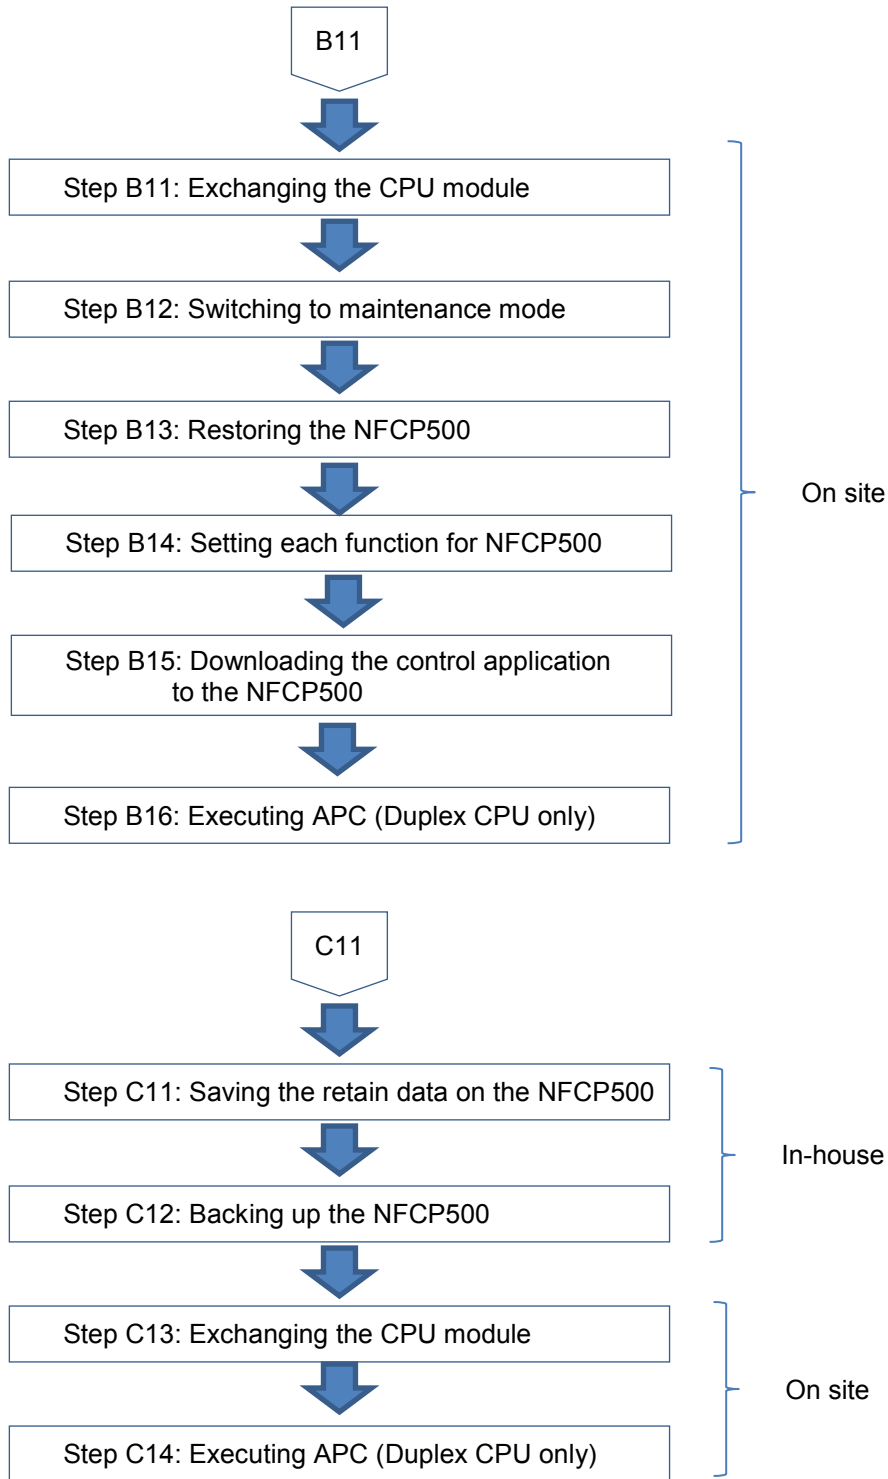 B11
Step B11: Exchanging the CPU module
Step B12: Switching to maintenance mode
Step B13: Restoring the NFCP500
On site
Step B14: Setting each function for NFCP500
Step B15: Downloading the control application
to the NFCP500
Step B16: Executing APC (Duplex CPU only)
C11
Step C11: Saving the retain data on the NFCP500
In-house
Step C12: Backing up the NFCP500
Step C13: Exchanging the CPU module
On site
Step C14: Executing APC (Duplex CPU only)